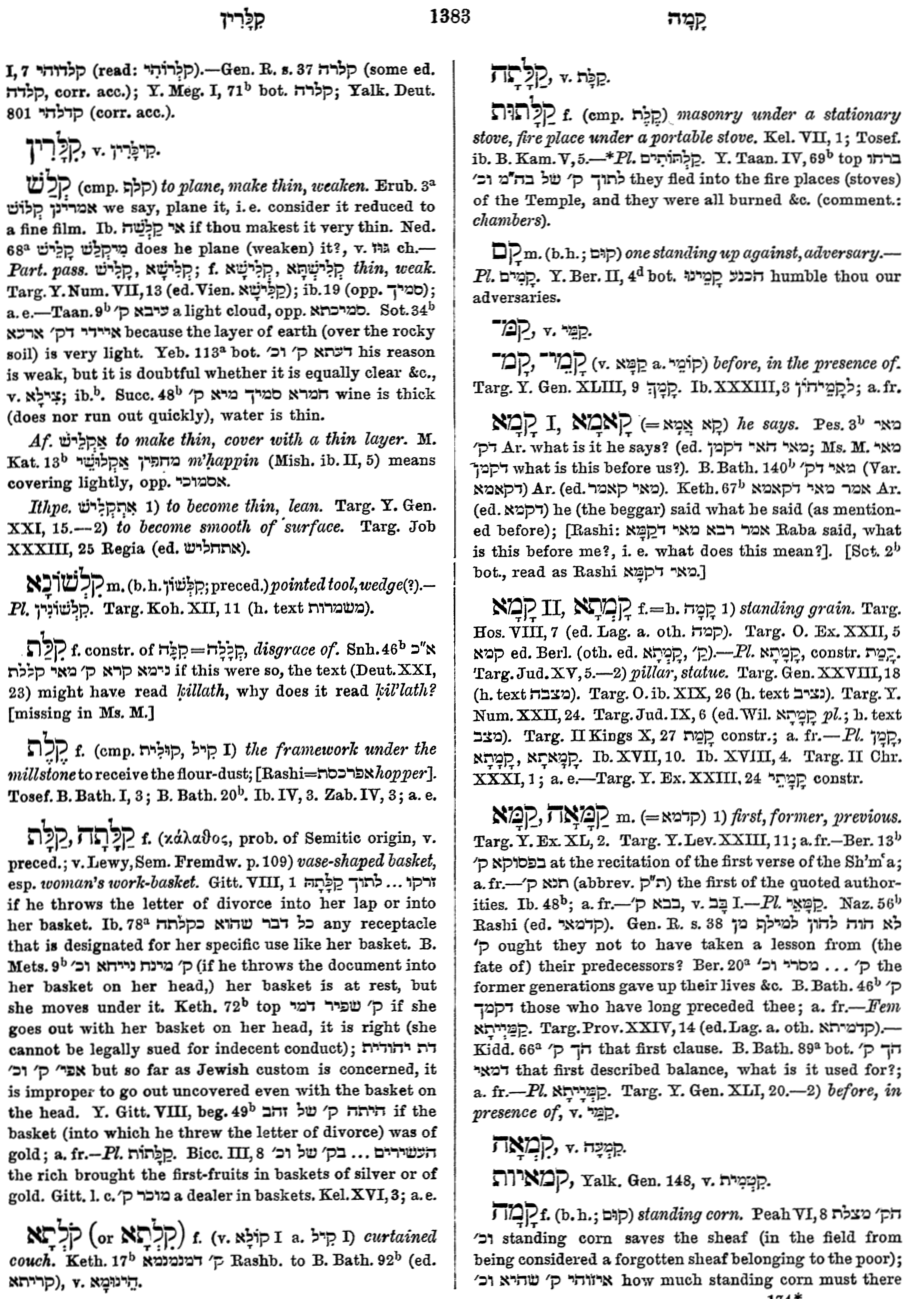 קִלָּרִין 1383 קָמָה
I, 7 קלדוהי (read: קִלְרוֹהִי).—Gen. R. s. 37 קלרה (some ed.
קלדה, corr. acc.); Y. Meg. I, 71ᵇ bot. קלרה; Yalk. Deut.
801 קדלהי (corr. acc.).
קִלָּרִין, v. קֵילָּרִין.
קְלַשׁ (cmp. קלף) to plane, make thin, weaken. Erub. 3ᵃ
אמרינן קְלוֹשׁ we say, plane it, i. e. consider it reduced to
a fine film. Ib. אי קָלְשַׁתְּ if thou makest it very thin. Ned.
68ᵃ מִיקְלַשׁ קָלֵישׁ does he plane (weaken) it?, v. גּוּז ch.—
Part. pass. קְלִישׁ, קְלִישָׁא; f. קְלִישָׁא, קְלִישְׁתָּא thin, weak.
Targ. Y. Num. VII, 13 (ed. Vien. קְלִישָׁא); ib. 19 (opp. סמיך);
a. e.—Taan. 9ᵇ עיבא ק׳ a light cloud, opp. סמיכתא. Sot. 34ᵇ
איידי דק׳ ארעא because the layer of earth (over the rocky
soil) is very light. Yeb. 113ᵃ bot. דעתא ק׳ וכ׳ his reason
is weak, but it is doubtful whether it is equally clear &c.,
v. צִילָא; ib.ᵇ. Succ. 48ᵇ חמרא סמיך מיא ק׳ wine is thick
(does nor run out quickly), water is thin.
Af. אַקְלִישׁ to make thin, cover with a thin layer. M.
Kat. 13ᵇ מחפין אַקְלוּשֵׁי m'happin (Mish. ib. II, 5) means
covering lightly, opp. אסמוכי.
Ithpe. אִתְקְלִישׁ 1) to become thin, lean. Targ. Y. Gen.
XXI, 15.—2) to become smooth of surface. Targ. Job
XXXIII, 25 Regia (ed. אתחליש).
קִלְשׁוֹנָא m. (b. h. קִלְּשׁוֹן; preced.) pointed tool, wedge(?).—
Pl. קִלְשׁוֹנִין. Targ. Koh. XII, 11 (h. text משמרות).
קִלַּת f. constr. of קִלָּה=קְלָלָה, disgrace of. Snh. 46ᵇ א"כ
נימא קרא ק׳ מאי קללת if this were so, the text (Deut. XXI,
23) might have read ḳillath, why does it read ḳil'lath?
[missing in Ms. M.]
קֶלֶת f. (cmp. קִיל, קוּלִּית I) the framework under the
millstone to receive the flour-dust; [Rashi=אפרכסת hopper].
Tosef. B. Bath. I, 3; B. Bath. 20ᵇ. Ib. IV, 3. Zab. IV, 3; a. e.
קַלָּתָה, קַלַּת f. (κάλαθος, prob. of Semitic origin, v.
preced.; v. Lewy, Sem. Fremdw. p. 109) vase-shaped basket,
esp. woman's work-basket. Gitt. VIII, 1 זרקו ... לתוך קַלָּתָהּ
if he throws the letter of divorce into her lap or into
her basket. Ib. 78ᵃ כל דבר שהוא כקלתה any receptacle
that is designated for her specific use like her basket. B.
Mets. 9ᵇ ק׳ מינח נייחא וכ׳ (if he throws the document into
her basket on her head,) her basket is at rest, but
she moves under it. Keth. 72ᵇ top ק׳ שפיר דמי if she
goes out with her basket on her head, it is right (she
cannot be legally sued for indecent conduct); דת יהודית
אפי׳ ק׳ וכ׳ but so far as Jewish custom is concerned, it
is improper to go out uncovered even with the basket on
the head. Y. Gitt. VIII, beg. 49ᵇ היתה ק׳ של זהב if the
basket (into which he threw the letter of divorce) was of
gold; a. fr.—Pl. קְלָתוֹת. Bicc. III, 8 העשירים ... בק׳ של וכ׳
the rich brought the first-fruits in baskets of silver or of
gold. Gitt. l. c. מוכר ק׳ a dealer in baskets. Kel. XVI, 3; a. e.
קֹלְתָא (or קִלְתָא) f. (v. קוֹלָא I a. קִיל I) curtained
couch. Keth. 17ᵇ ק׳ דמנמנמא Rashb. to B. Bath. 92ᵇ (ed.
קריתא), v. הֵינוּמָא.
קַלָּתָה, v. קַלַּת.
קַלָּתוּת f. (cmp. קֶלֶת) masonry under a stationary
stove, fire place under a portable stove. Kel. VII, 1; Tosef.
ib. B. Kam. V, 5.—*Pl. קַלָּתוֹתִים. Y. Taan. IV, 69ᵇ top ברחו
לתוך ק׳ של בה"מ וכ׳ they fled into the fire places (stoves)
of the Temple, and they were all burned &c. (comment.:
chambers).
קָם m. (b. h.; קוּם) one standing up against, adversary.—
Pl. קָמִים. Y. Ber. II, 4ᵈ bot. הכנע קָמֵינוּ humble thou our
adversaries.
קַמ־, v. קַמֵּי.
קַמֵּי־, קַמ־ (v. קַמָּא a. קוֹמֵי) before, in the presence of.
Targ. Y. Gen. XLIII, 9 קַמָּךְ. Ib. XXXIII, 3 לְקַמֵּיהוֹן; a. fr.
קָאמָא, קָמָא I (=קָא אֲמָא) he says. Pes. 3ᵇ מאי
דק׳ Ar. what is it he says? (ed. מאי האי דקמן; Ms. M. מאי
דקמן what is this before us?). B. Bath. 140ᵇ מאי דק׳ (Var.
דקאמא) Ar. (ed. מאי קאמר). Keth. 67ᵇ אמר מאי דקאמא Ar.
(ed. דקמא) he (the beggar) said what he said (as mention-
ed before); [Rashi: אמר רבא מאי דקַמָּא Raba said, what
is this before me?, i. e. what does this mean?]. [Sot. 2ᵇ
bot., read as Rashi מאי דקַמָּא.]
קָמְתָא, קָמָא II f.=h. קָמָה 1) standing grain. Targ.
Hos. VIII, 7 (ed. Lag. a. oth. קמה). Targ. O. Ex. XXII, 5
קמא ed. Berl. (oth. ed. קָמְתָא, ק׳).—Pl. קָמָתָא, constr. קָמַת.
Targ. Jud. XV, 5.—2) pillar, statue. Targ. Gen. XXVIII, 18
(h. text מצבה). Targ. O. ib. XIX, 26 (h. text נציב). Targ. Y.
Num. XXII, 24. Targ. Jud. IX, 6 (ed. Wil. קָמָתָא pl.; h. text
מצב). Targ. II Kings X, 27 קָמַת constr.; a. fr.—Pl. קָמָן,
קָמָאתָא, קָמָתָא. Ib. XVII, 10. Ib. XVIII, 4. Targ. II Chr.
XXXI, 1; a. e.—Targ. Y. Ex. XXIII, 24 קָמָתֵי constr.
קַמָּאָה, קַמָּא m. (=קדמא) 1) first, former, previous.
Targ. Y. Ex. XL, 2. Targ. Y. Lev. XXIII, 11; a. fr.—Ber. 13ᵇ
בפסוקא ק׳ at the recitation of the first verse of the Sh'm‘a;
a. fr.—תנא ק׳ (abbrev. ת"ק) the first of the quoted author-
ities. Ib. 48ᵇ; a. fr.—בבא ק׳, v. בָּב I.—Pl. קַמָּאֵי. Naz. 56ᵇ
Rashi (ed. קדמאי). Gen. R. s. 38 לא הוה להון למילף מן
ק׳ ought they not to have taken a lesson from (the
fate of) their predecessors? Ber. 20ᵃ ק׳ ... מסרי וכ׳ the
former generations gave up their lives &c. B. Bath. 46ᵇ ק׳
דקמך those who have long preceded thee; a. fr.—Fem
קַמַּיְיתָא. Targ. Prov. XXIV, 14 (ed. Lag. a. oth. קדמיתא).—
Kidd. 66ᵃ הך ק׳ that first clause. B. Bath. 89ᵃ bot. הך ק׳
דמאי that first described balance, what is it used for?;
a. fr.—Pl. קַמָּיָיתָא. Targ. Y. Gen. XLI, 20.—2) before, in
presence of, v. קַמֵּי.
קִמְאָה, v. קִמְעָה.
קמאיות, Yalk. Gen. 148, v. קְטָמִית.
קָמָה f. (b. h.; קוּם) standing corn. Peah VI, 8 הק׳ מצלת
וכ׳ standing corn saves the sheaf (in the field from
being considered a forgotten sheaf belonging to the poor);
איזוהי ק׳ שהיא וכ׳ how much standing corn must there